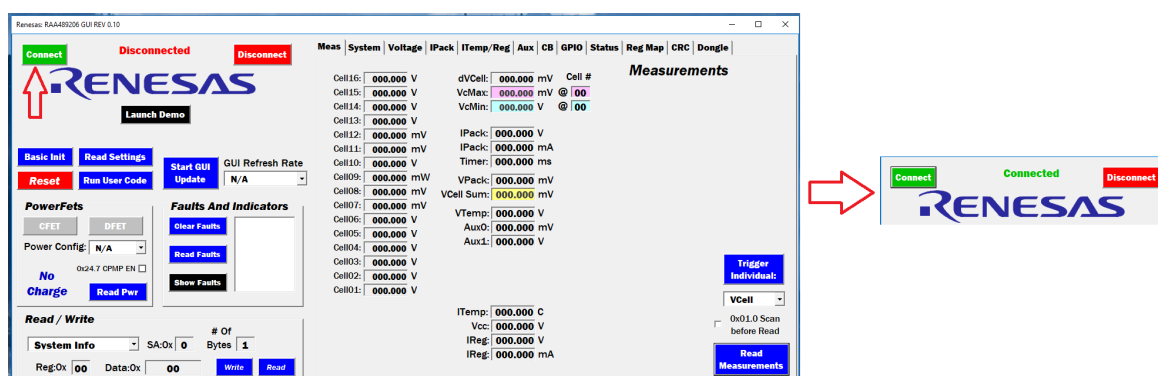 Renesas: RAA489206 GUI REV 0.10
Connect
Disconnected
Disconnect
RENESAS
Launch Demo
Basic Init
Read Settings
Reset
Run User Code
Start GUI
Update
GUI Refresh Rate
N/A
PowerFets
CFET
DFET
Power Config:
N/A
0x24.7 CPMP EN
No
Charge
Read Pwr
Faults And Indicators
Clear Faults
Read Faults
Show Faults
Read / Write
System Info
SA:0x 0
# Of
Bytes 1
Reg:0x 00
Data:0x 00
Write
Read
Meas System Voltage IPack ITemp/Reg Aux CB GPIO Status Reg Map CRC Dongle
Measurements
Cell16: 000.000 V
Cell15: 000.000 V
Cell14: 000.000 V
Cell13: 000.000 V
Cell12: 000.000 mV
Cell11: 000.000 mV
Cell10: 000.000 V
Cell09: 000.000 mW
Cell08: 000.000 mV
Cell07: 000.000 mV
Cell06: 000.000 V
Cell05: 000.000 V
Cell04: 000.000 V
Cell03: 000.000 V
Cell02: 000.000 V
Cell01: 000.000 V
dVCell: 000.000 mV Cell #
VcMax: 000.000 mV @ 00
VcMin: 000.000 V @ 00
IPack: 000.000 V
IPack: 000.000 mA
Timer: 000.000 ms
VPack: 000.000 mV
VCell Sum: 000.000 mV
VTemp: 000.000 V
Aux0: 000.000 mV
Aux1: 000.000 V
ITemp: 000.000 C
Vcc: 000.000 V
IReg: 000.000 V
IReg: 000.000 mA
Trigger
Individual:
VCell
0x01.0 Scan
before Read
Read
Measurements
Connect
Connected
Disconnect
RENESAS